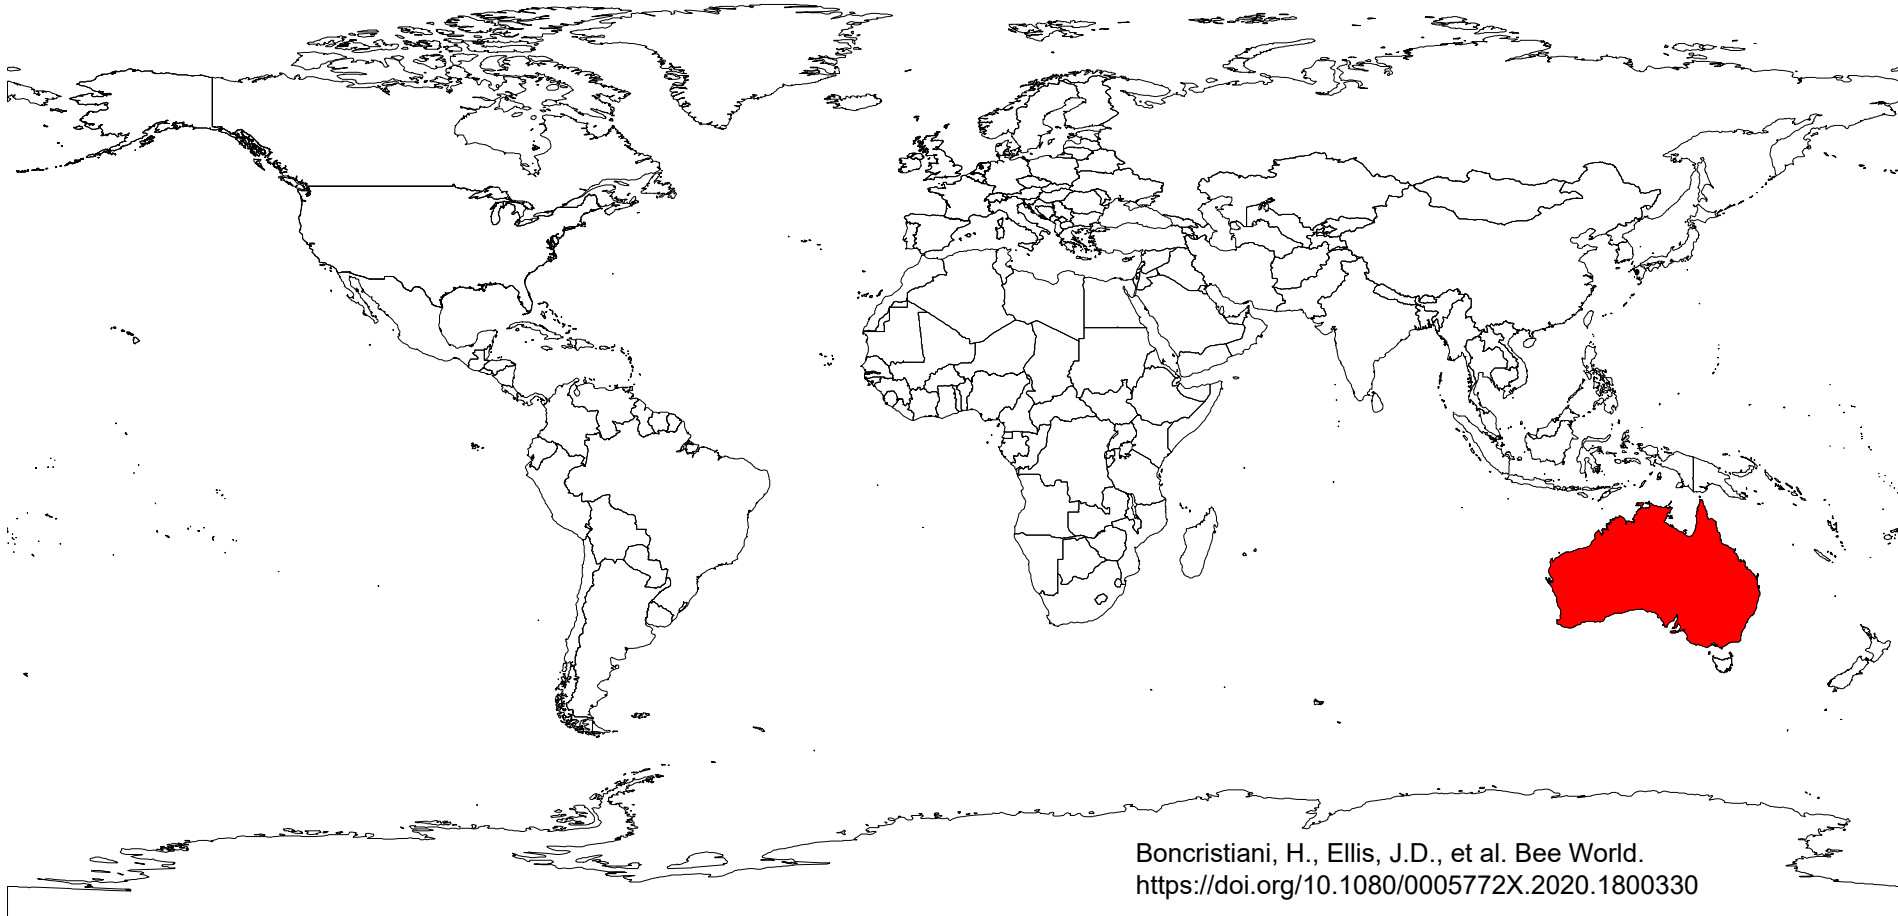 Boncristiani, H., Ellis, J.D., et al. Bee World.
https://doi.org/10.1080/0005772X.2020.1800330